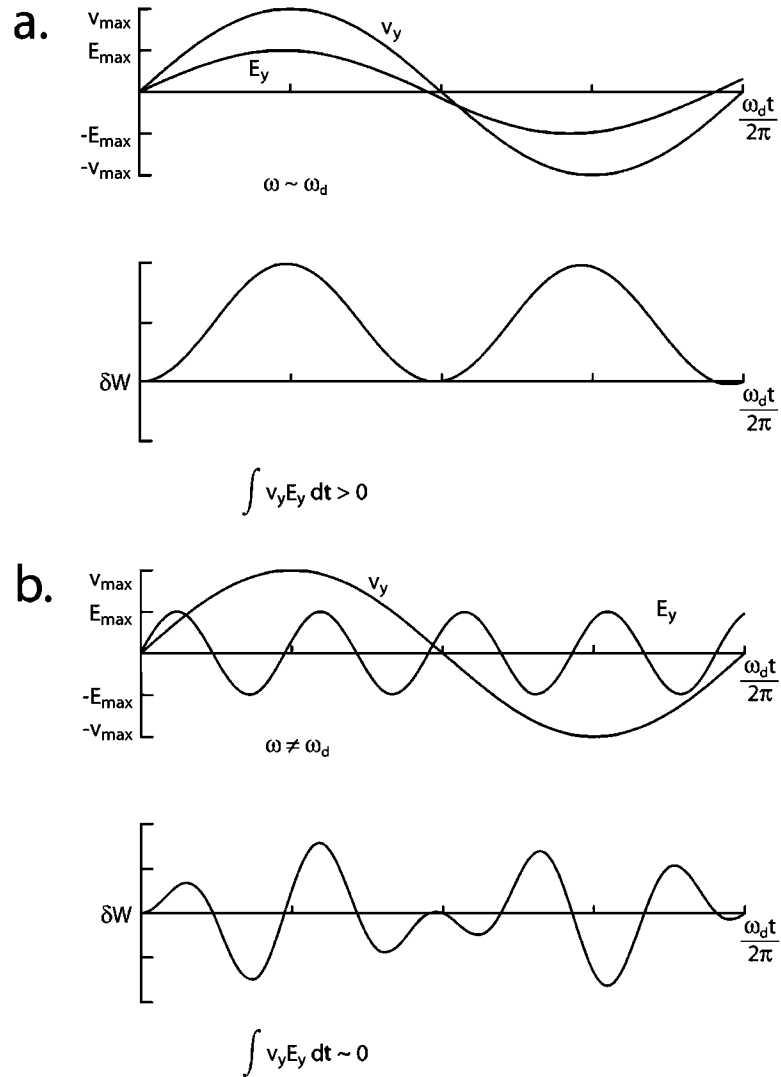 a.
vmax
Emax
vy
Ey
ωdt
2π
-Emax
-vmax
ω ~ ωd
δW
ωdt
2π
∫ vyEy dt > 0
b.
vmax
Emax
vy
Ey
ωdt
2π
-Emax
-vmax
ω ≠ ωd
δW
ωdt
2π
∫ vyEy dt ~ 0